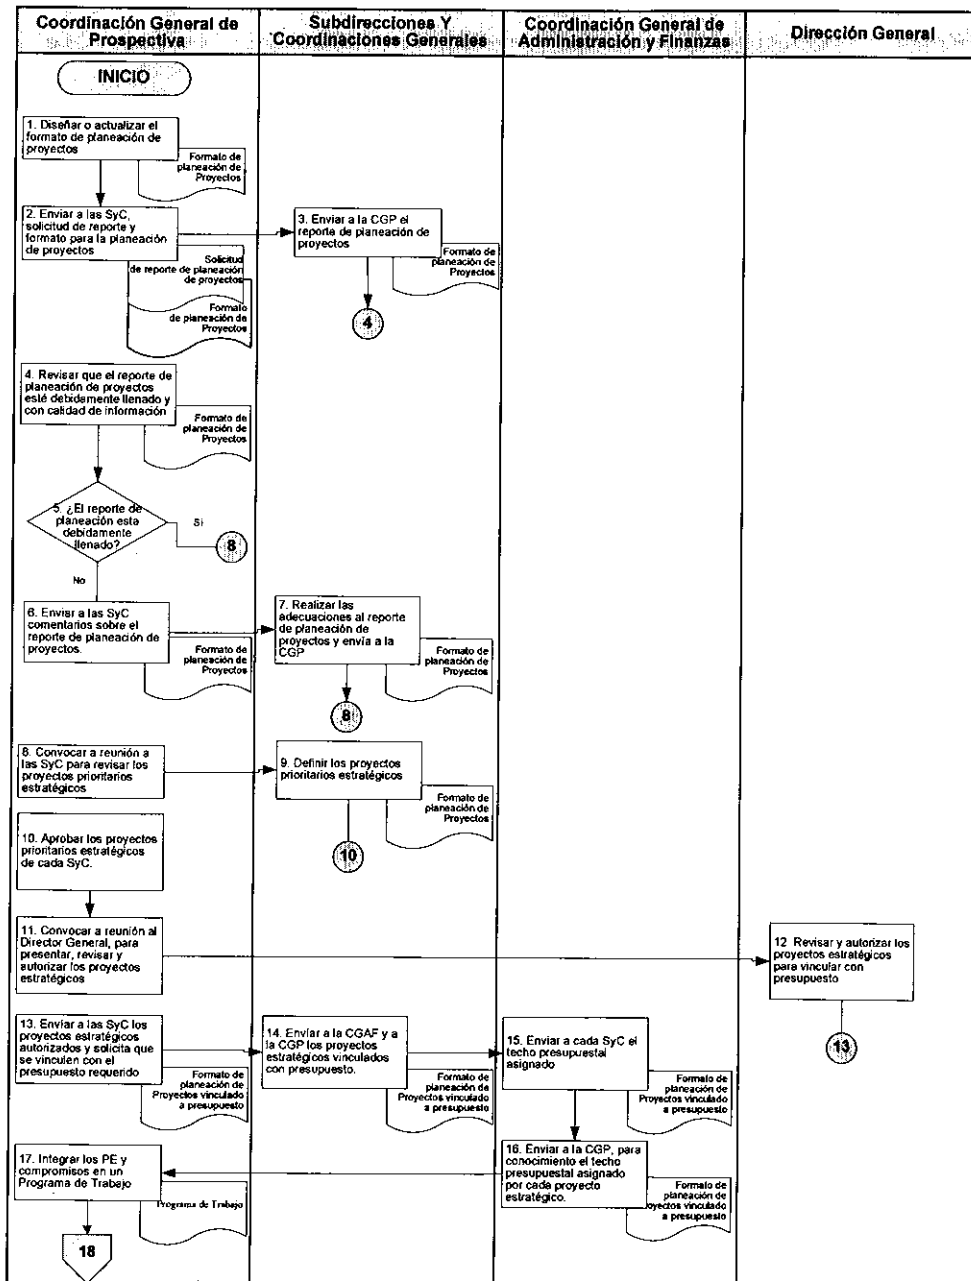 Coordinación General de
Prospectiva
Subdirecciones Y
Coordinaciones Generales
Coordinación General de
Administración y Finanzas
Dirección General
INICIO
1. Diseñar o actualizar el
formato de planeación de
proyectos
Formato de
planeación de
Proyectos
2. Enviar a las SyC,
solicitud de reporte y
formato para la planeación
de proyectos
Solicitud
de reporte de planeación
de proyectos
Formato
de planeación de
Proyectos
3. Enviar a la CGP el
reporte de planeación de
proyectos
Formato de
planeación de
Proyectos
4
4. Revisar que el reporte de
planeación de proyectos
esté debidamente llenado y
con calidad de información
Formato de
planeación de
Proyectos
5. ¿El reporte de
planeación esta
debidamente
llenado?
Si
8
No
6. Enviar a las SyC
comentarios sobre el
reporte de planeación de
proyectos.
Formato de
planeación de
Proyectos
7. Realizar las
adecuaciones al reporte
de planeación de
proyectos y envía a la
CGP
Formato de
planeación de
Proyectos
8
8. Convocar a reunión a
las SyC para revisar los
proyectos prioritarios
estratégicos
9. Definir los proyectos
prioritarios estratégicos
Formato de
planeación de
Proyectos
10
10. Aprobar los proyectos
prioritarios estratégicos
de cada SyC.
11. Convocar a reunión al
Director General, para
presentar, revisar y
autorizar los proyectos
estratégicos
12 Revisar y autorizar los
proyectos estratégicos
para vincular con
presupuesto
13
13. Enviar a las SyC los
proyectos estratégicos
autorizados y solicita que
se vinculen con el
presupuesto requerido
Formato de
planeación de
Proyectos vinculado
a presupuesto
14. Enviar a la CGAF y a
la CGP los proyectos
estratégicos vinculados
con presupuesto.
Formato de
planeación de
Proyectos vinculado
a presupuesto
15. Enviar a cada SyC el
techo presupuestal
asignado
Formato de
planeación de
Proyectos vinculado
a presupuesto
16. Enviar a la CGP, para
conocimiento el techo
presupuestal asignado
por cada proyecto
estratégico.
Formato de
planeación de
Proyectos vinculado
a presupuesto
17. Integrar los PE y
compromisos en un
Programa de Trabajo
Programa de Trabajo
18